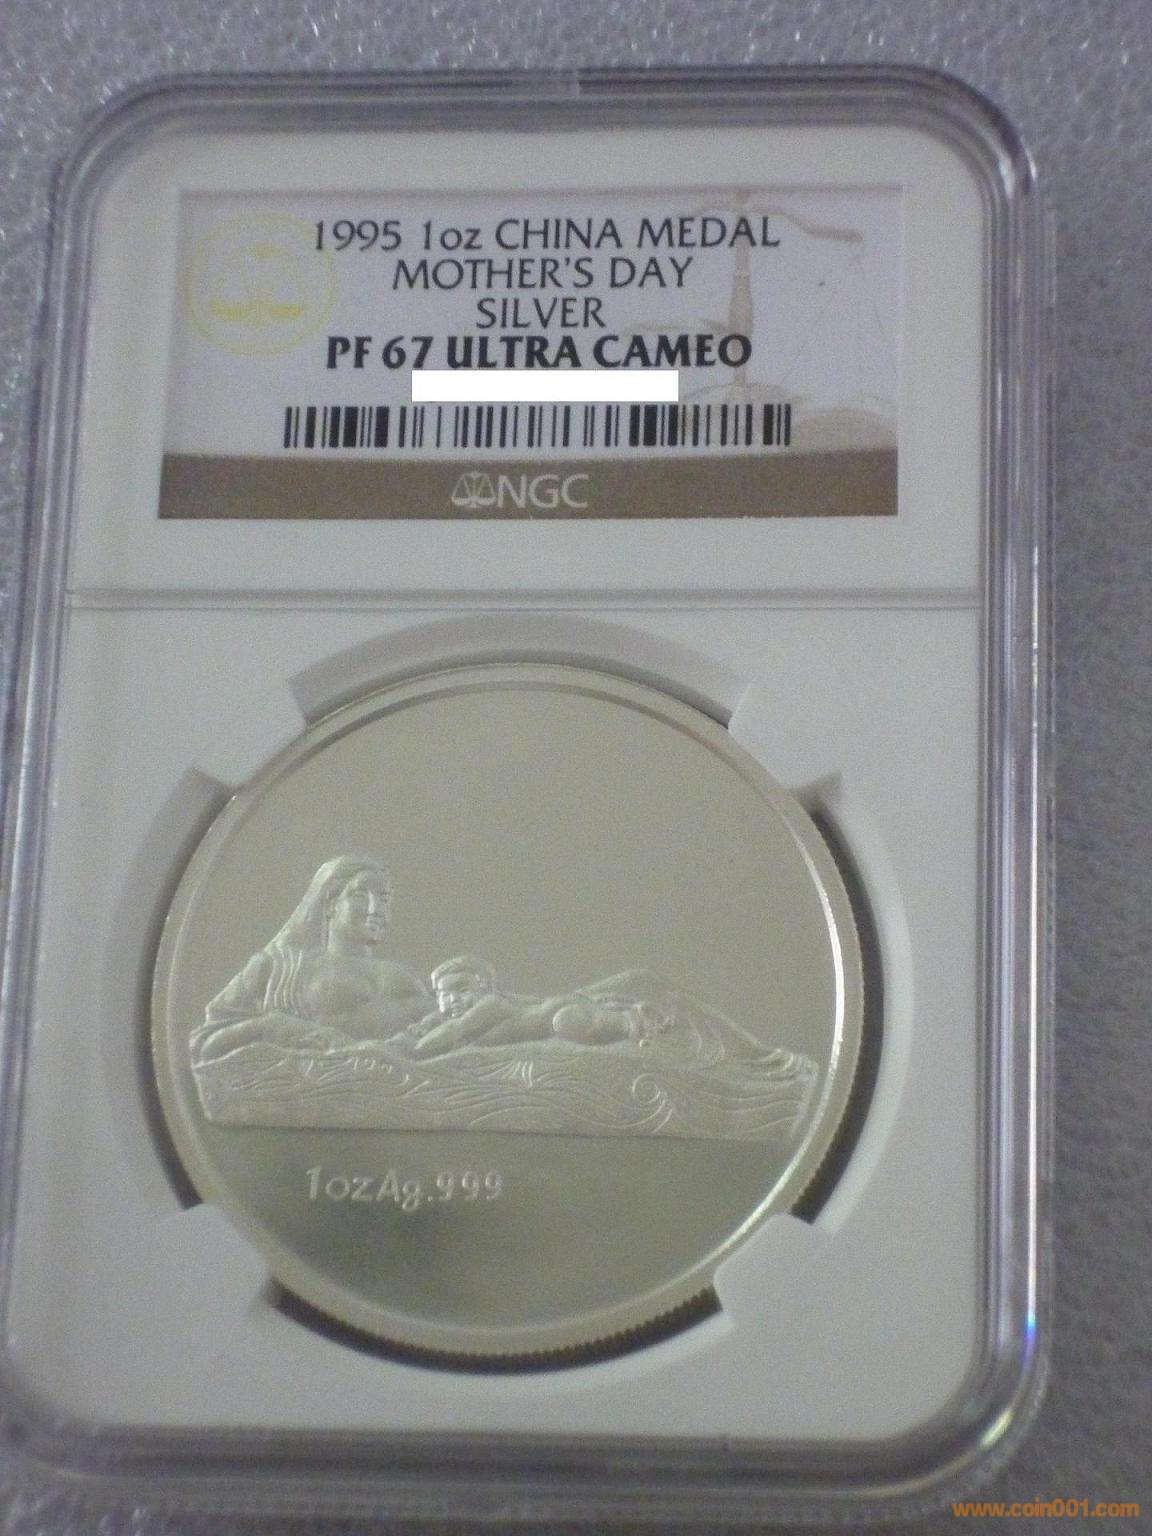 1995 1oz CHINA MEDAL
MOTHER'S DAY
SILVER
PF 67 ULTRA CAMEO
NGC
1ozAg.999
www.coin001.com